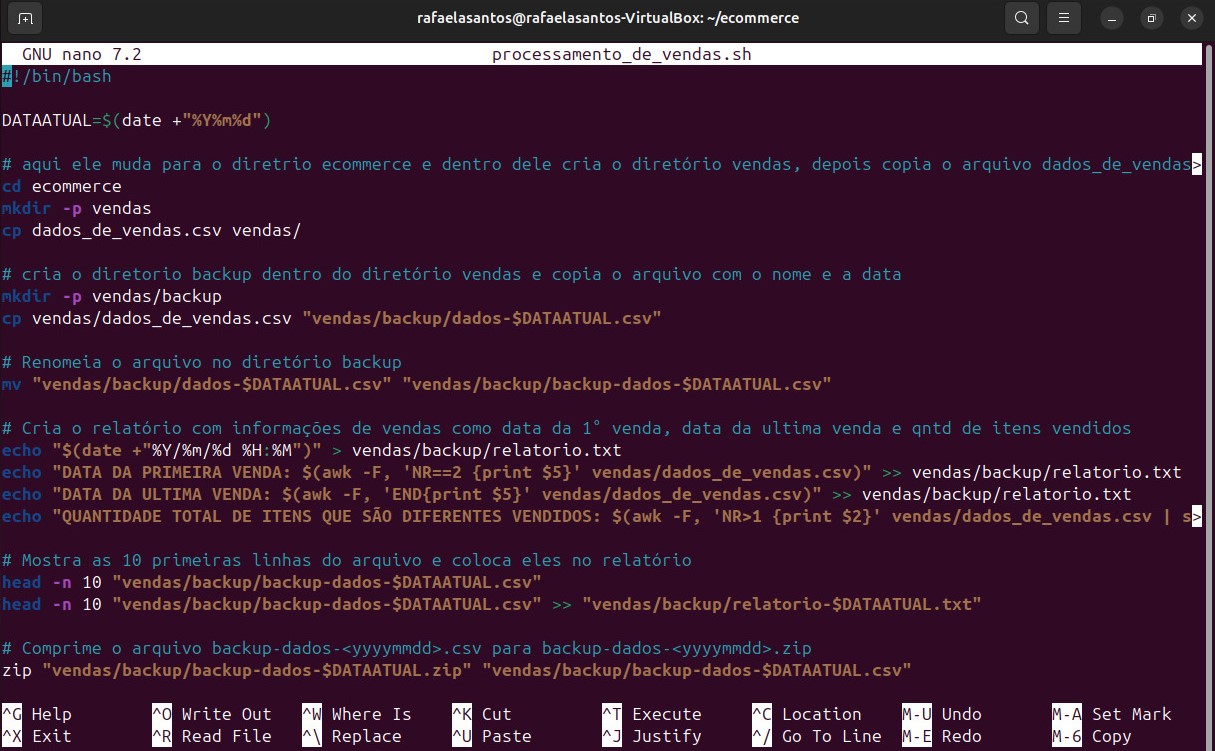 rafaelasantos@rafaelasantos-VirtualBox: ~/ecommerce
GNU nano 7.2 processamento_de_vendas.sh
#!/bin/bash
DATAATUAL=$(date +"%Y%m%d")
# aqui ele muda para o diretrio ecommerce e dentro dele cria o diretório vendas, depois copia o arquivo dados_de_vendas>
cd ecommerce
mkdir -p vendas
cp dados_de_vendas.csv vendas/
# cria o diretorio backup dentro do diretório vendas e copia o arquivo com o nome e a data
mkdir -p vendas/backup
cp vendas/dados_de_vendas.csv "vendas/backup/dados-$DATAATUAL.csv"
# Renomeia o arquivo no diretório backup
mv "vendas/backup/dados-$DATAATUAL.csv" "vendas/backup/backup-dados-$DATAATUAL.csv"
# Cria o relatório com informações de vendas como data da 1° venda, data da ultima venda e qntd de itens vendidos
echo "$(date +"%Y/%m/%d %H:%M")" > vendas/backup/relatorio.txt
echo "DATA DA PRIMEIRA VENDA: $(awk -F, 'NR==2 {print $5}' vendas/dados_de_vendas.csv)" >> vendas/backup/relatorio.txt
echo "DATA DA ULTIMA VENDA: $(awk -F, 'END{print $5}' vendas/dados_de_vendas.csv)" >> vendas/backup/relatorio.txt
echo "QUANTIDADE TOTAL DE ITENS QUE SÃO DIFERENTES VENDIDOS: $(awk -F, 'NR>1 {print $2}' vendas/dados_de_vendas.csv | s>
# Mostra as 10 primeiras linhas do arquivo e coloca eles no relatório
head -n 10 "vendas/backup/backup-dados-$DATAATUAL.csv"
head -n 10 "vendas/backup/backup-dados-$DATAATUAL.csv" >> "vendas/backup/relatorio-$DATAATUAL.txt"
# Comprime o arquivo backup-dados-<yyyymmdd>.csv para backup-dados-<yyyymmdd>.zip
zip "vendas/backup/backup-dados-$DATAATUAL.zip" "vendas/backup/backup-dados-$DATAATUAL.csv"
^G Help ^O Write Out ^W Where Is ^K Cut ^T Execute ^C Location M-U Undo M-A Set Mark
^X Exit ^R Read File ^\ Replace ^U Paste ^J Justify ^/ Go To Line M-E Redo M-6 Copy